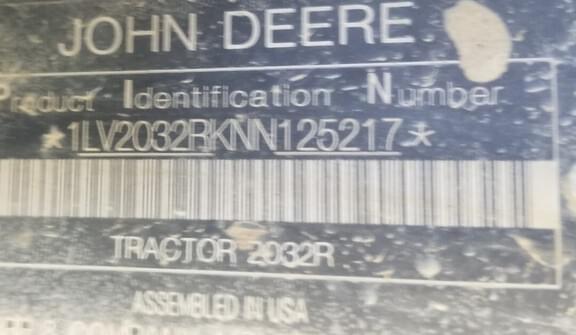 JOHN DEERE
Product Identification Number
*1LV2032RKNN125217*
TRACTOR 2032R
ASSEMBLED IN USA